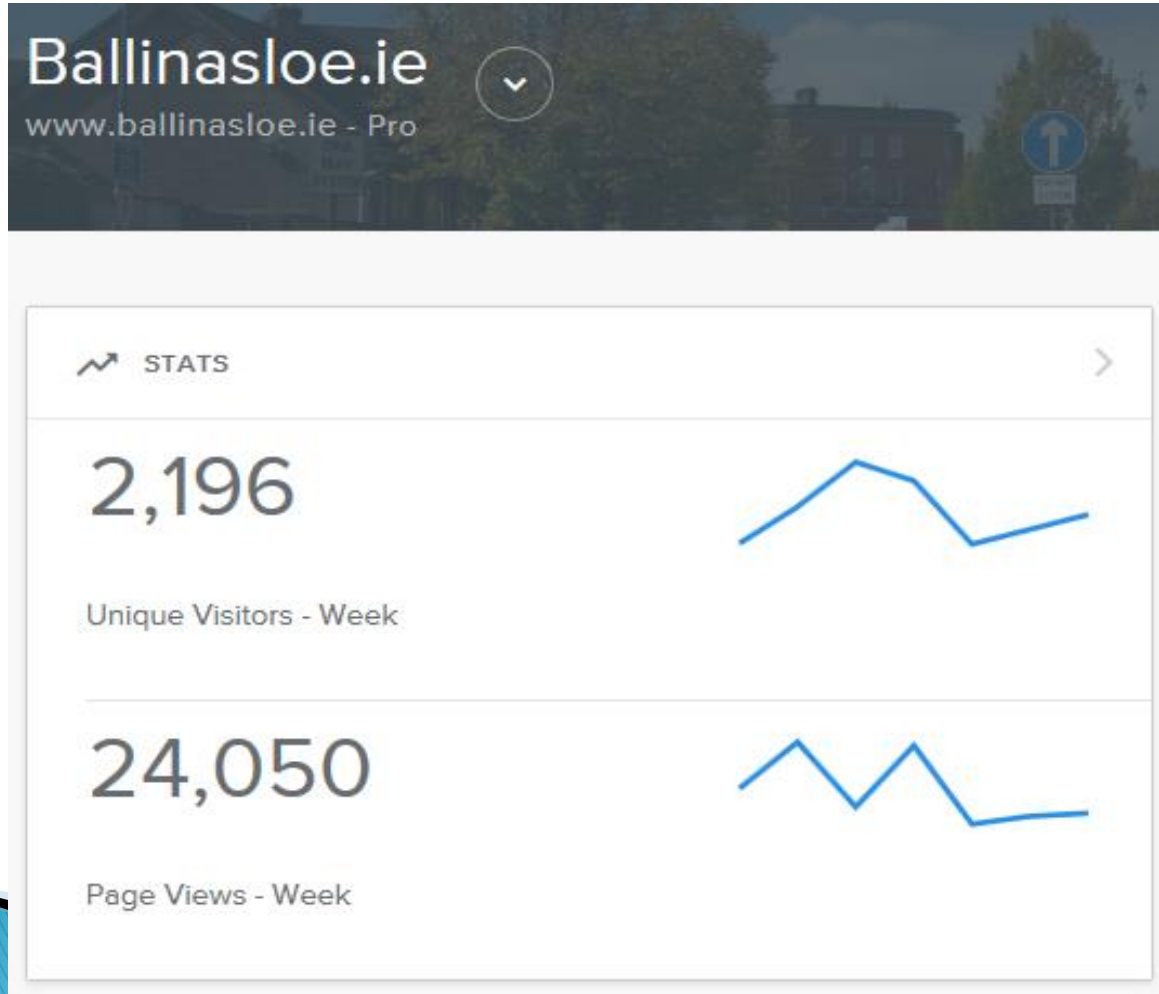 Ballinasloe.ie
www.ballinasloe.ie - Pro
STATS
2,196
Unique Visitors - Week
24,050
Page Views - Week